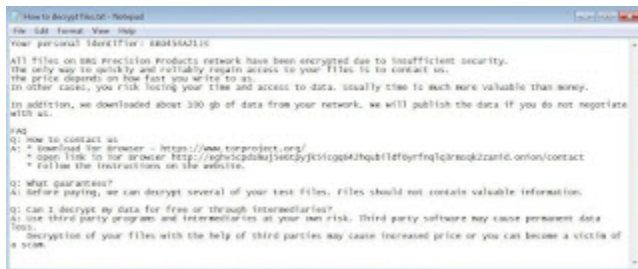 How to decrypt files.txt - Notepad
File Edit Format View Help
Your personal identifier:
All files on Precision Products network have been encrypted due to insufficient security.
The only way to quickly and reliably regain access to your files is to contact us.
The price depends on how fast you write to us.
In other cases, you risk losing your time and access to data. Usually time is much more valuable than money.
In addition, we downloaded about 100 gb of data from your network. We will publish the data if you do not negotiate
with us.
FAQ
Q: How to contact us
A: * Download Tor Browser - https://www.torproject.org/
* Open link in Tor Browser
* Follow the instructions on the website.
Q: What guarantees?
A: Before paying, we can decrypt several of your test files. Files should not contain valuable information.
Q: Can I decrypt my data for free or through intermediaries?
A: Use third party programs and intermediaries at your own risk. Third party software may cause permanent data
loss.
Decryption of your files with the help of third parties may cause increased price or you can become a victim of
a scam.